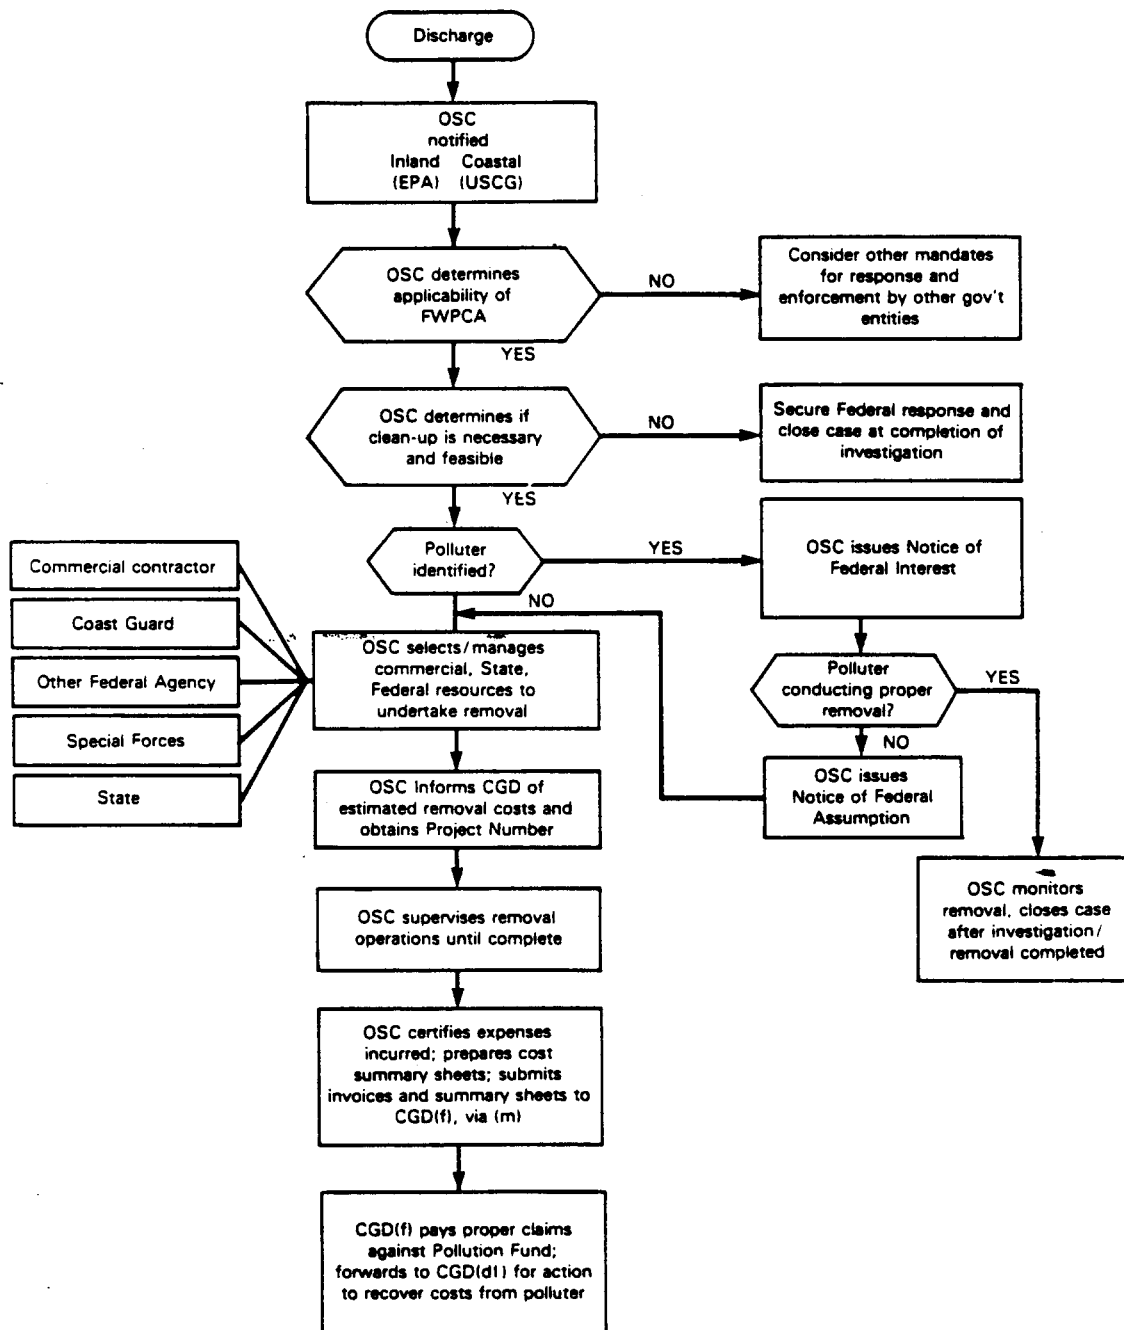 Discharge
OSC
notified
Inland Coastal
(EPA) (USCG)
OSC determines
applicability of
FWPCA
NO
Consider other mandates
for response and
enforcement by other gov't
entities
YES
OSC determines if
clean-up is necessary
and feasible
NO
Secure Federal response and
close case at completion of
investigation
YES
Polluter
identified?
YES
OSC issues Notice of
Federal Interest
NO
Commercial contractor
Coast Guard
Other Federal Agency
Special Forces
State
OSC selects/manages
commercial, State,
Federal resources to
undertake removal
Polluter
conducting proper
removal?
YES
NO
OSC issues
Notice of Federal
Assumption
OSC Informs CGD of
estimated removal costs and
obtains Project Number
OSC monitors
removal, closes case
after investigation/
removal completed
OSC supervises removal
operations until complete
OSC certifies expenses
incurred; prepares cost
summary sheets; submits
invoices and summary sheets to
CGD(f), via (m)
CGD(f) pays proper claims
against Pollution Fund;
forwards to CGD(dl) for action
to recover costs from polluter